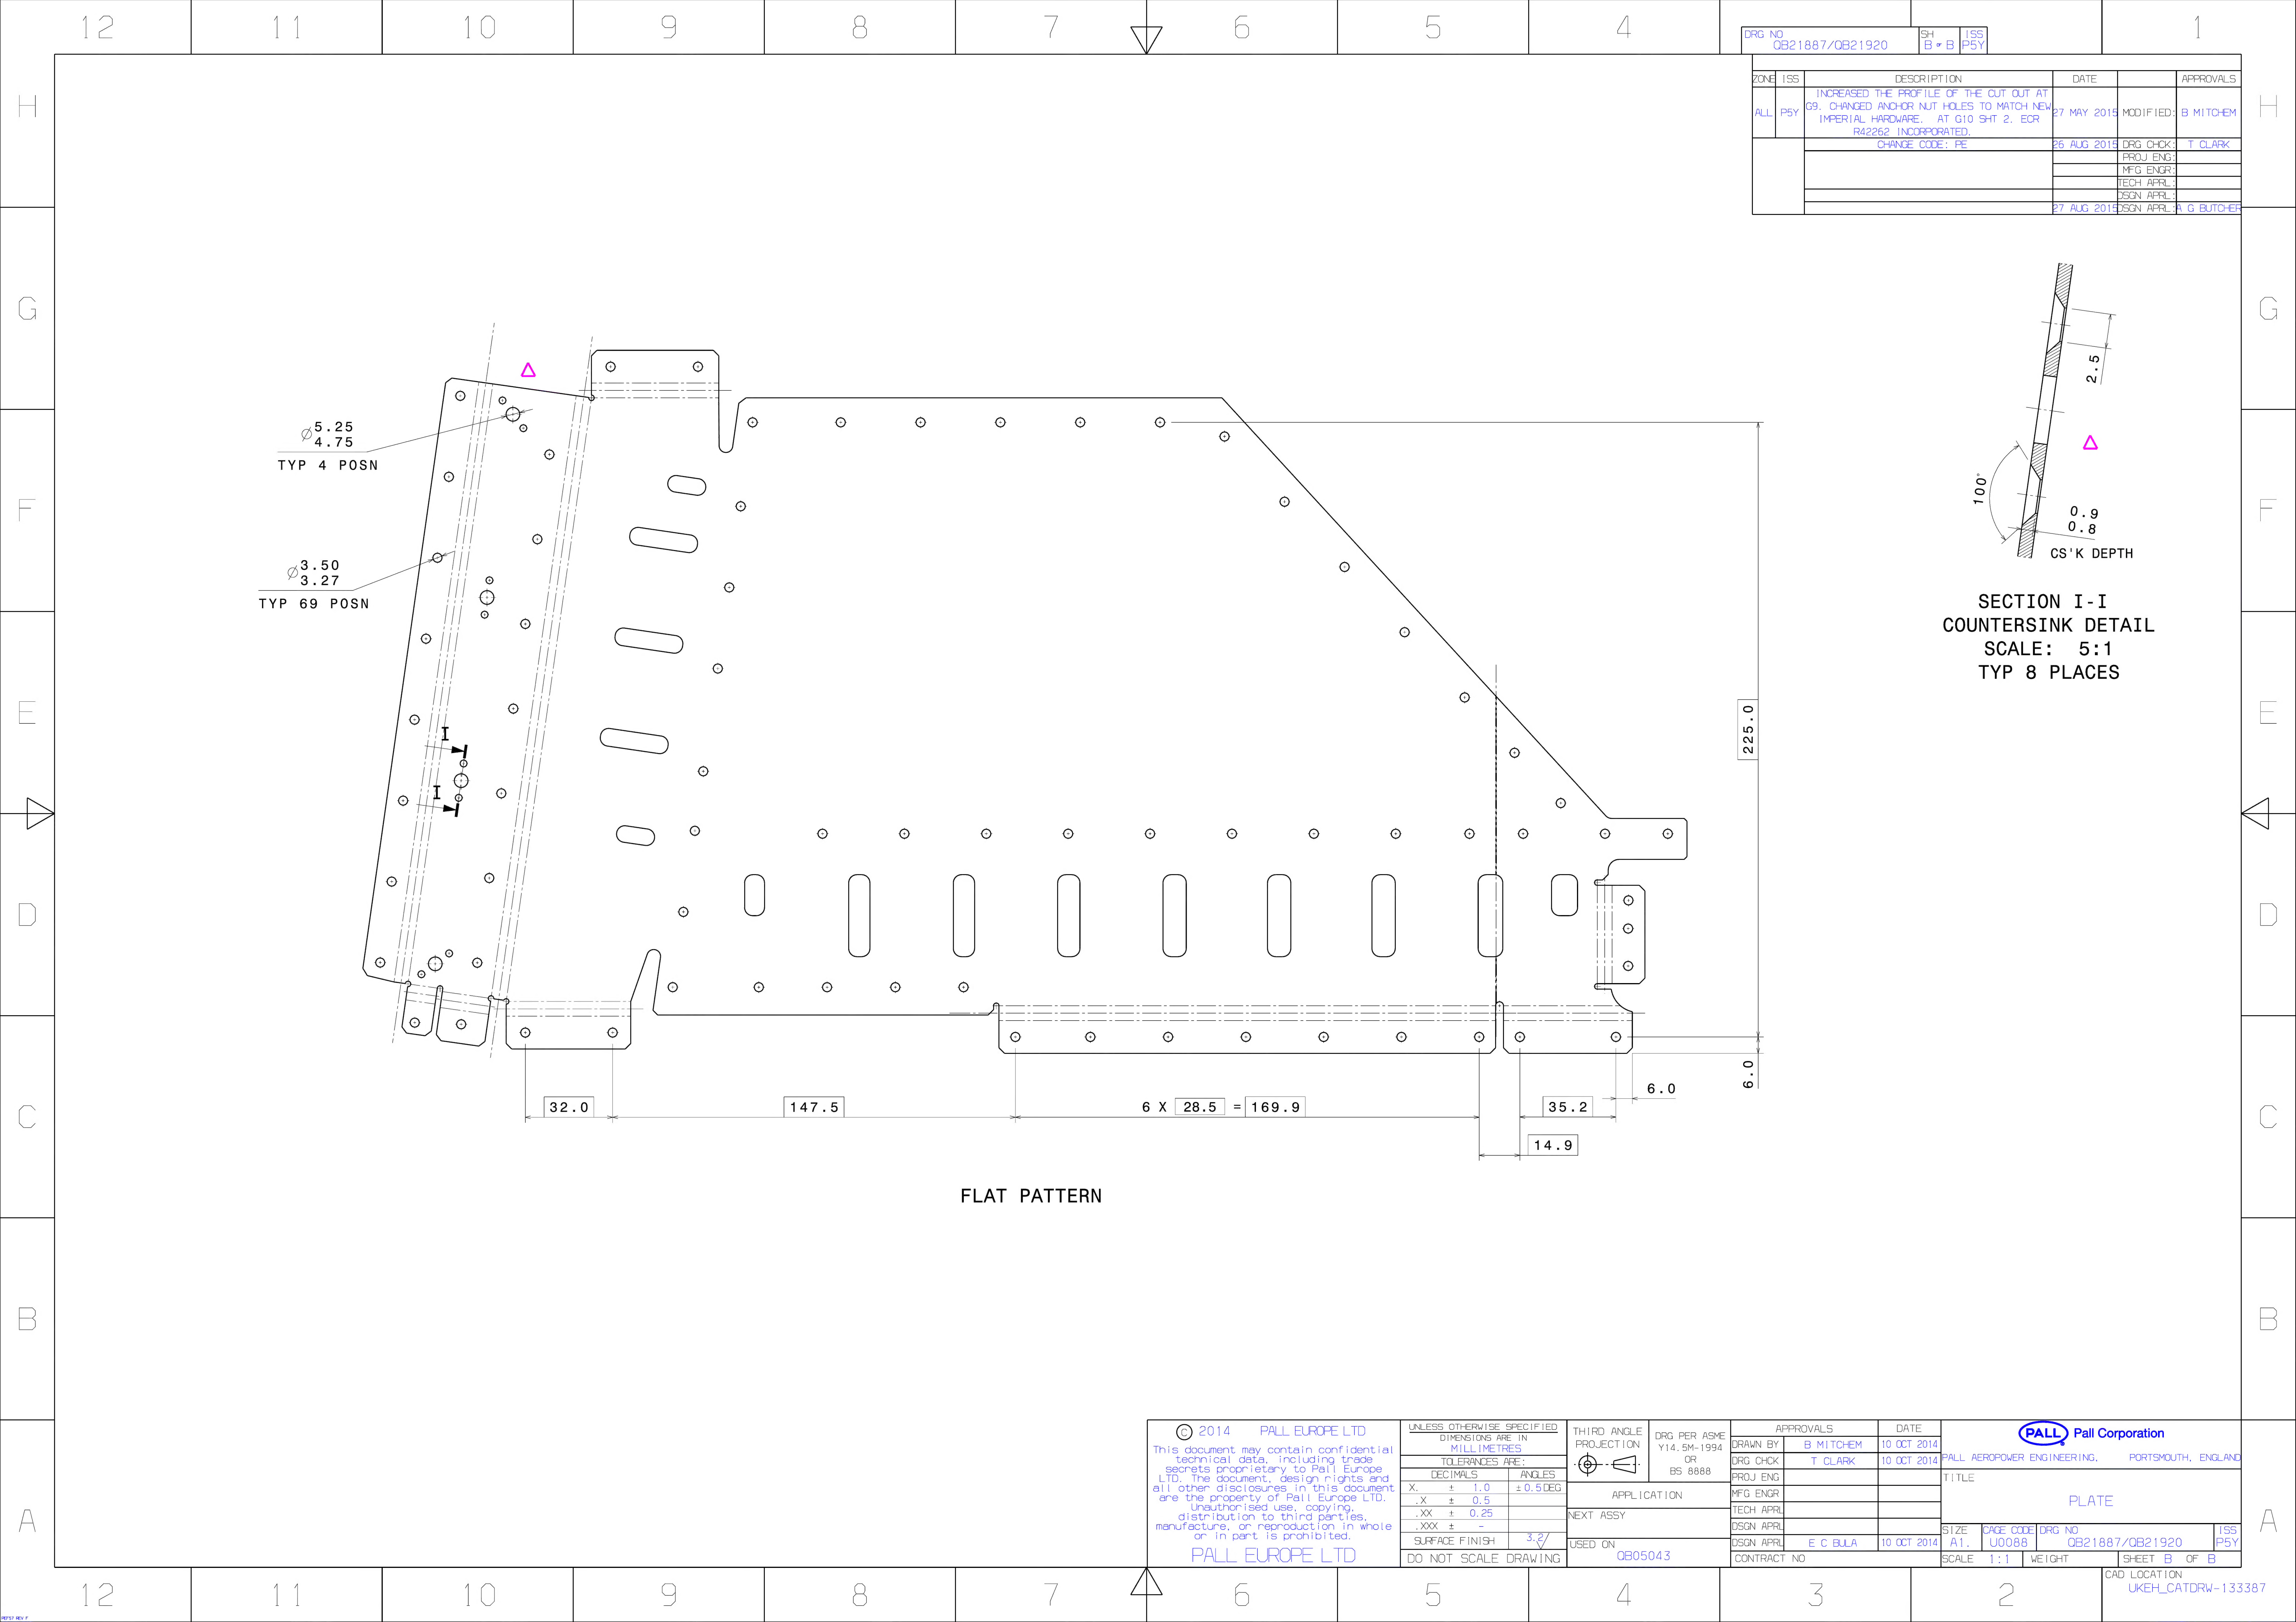 12 11 10 9 8 7 6 5 4 1
DRG NO SH ISS
QB21887/QB21920 B OF B P5Y
ZONE ISS DESCRIPTION DATE APPROVALS
ALL P5Y INCREASED THE PROFILE OF THE CUT OUT AT
G9. CHANGED ANCHOR NUT HOLES TO MATCH NEW 27 MAY 2015 MODIFIED: B MITCHEM
IMPERIAL HARDWARE. AT G10 SHT 2. ECR
R42262 INCORPORATED.
CHANGE CODE: PE 26 AUG 2015 DRG CHCK: T CLARK
PROJ ENG:
MFG ENGR:
TECH APRL:
DSGN APRL:
27 AUG 2015 DSGN APRL: A G BUTCHER
H H
G G
F F
E E
D D
C C
B B
A A
Ø5.25
4.75
TYP 4 POSN
Ø3.50
3.27
TYP 69 POSN
I
I
2.5
100°
0.9
0.8
CS'K DEPTH
SECTION I-I
COUNTERSINK DETAIL
SCALE: 5:1
TYP 8 PLACES
225.0
6.0
6.0
32.0 147.5 6 X 28.5 = 169.9 35.2
14.9
FLAT PATTERN
© 2014 PALL EUROPE LTD
This document may contain confidential
technical data, including trade
secrets proprietary to Pall Europe
LTD. The document, design rights and
all other disclosures in this document
are the property of Pall Europe LTD.
Unauthorised use, copying,
distribution to third parties,
manufacture, or reproduction in whole
or in part is prohibited.
PALL EUROPE LTD
UNLESS OTHERWISE SPECIFIED
DIMENSIONS ARE IN
MILLIMETRES
TOLERANCES ARE:
DECIMALS ANGLES
X. ± 1.0 ±0.5DEG
.X ± 0.5
.XX ± 0.25
.XXX ± -
SURFACE FINISH 3.2
DO NOT SCALE DRAWING
THIRD ANGLE
PROJECTION
DRG PER ASME
Y14.5M-1994
OR
BS 8888
APPLICATION
NEXT ASSY
USED ON
QB05043
APPROVALS DATE
DRAWN BY B MITCHEM 10 OCT 2014
DRG CHCK T CLARK 10 OCT 2014
PROJ ENG
MFG ENGR
TECH APRL
DSGN APRL
DSGN APRL E C BULA 10 OCT 2014
CONTRACT NO
PALL Pall Corporation
PALL AEROPOWER ENGINEERING, PORTSMOUTH, ENGLAND
TITLE
PLATE
SIZE CAGE CODE DRG NO ISS
A1. U0088 QB21887/QB21920 P5Y
SCALE 1:1 WEIGHT SHEET B OF B
CAD LOCATION
UKEH_CATDRW-133387
12 11 10 9 8 7 6 5 4 3 2